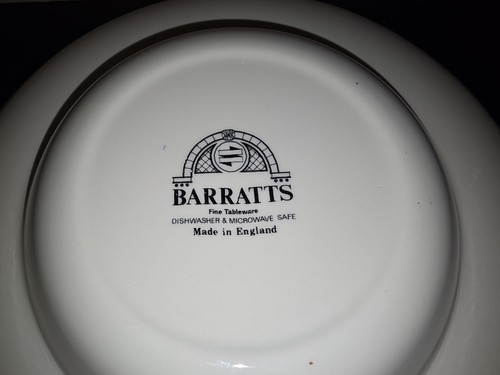 BARRATTS
Fine Tableware
DISHWASHER & MICROWAVE SAFE
Made in England